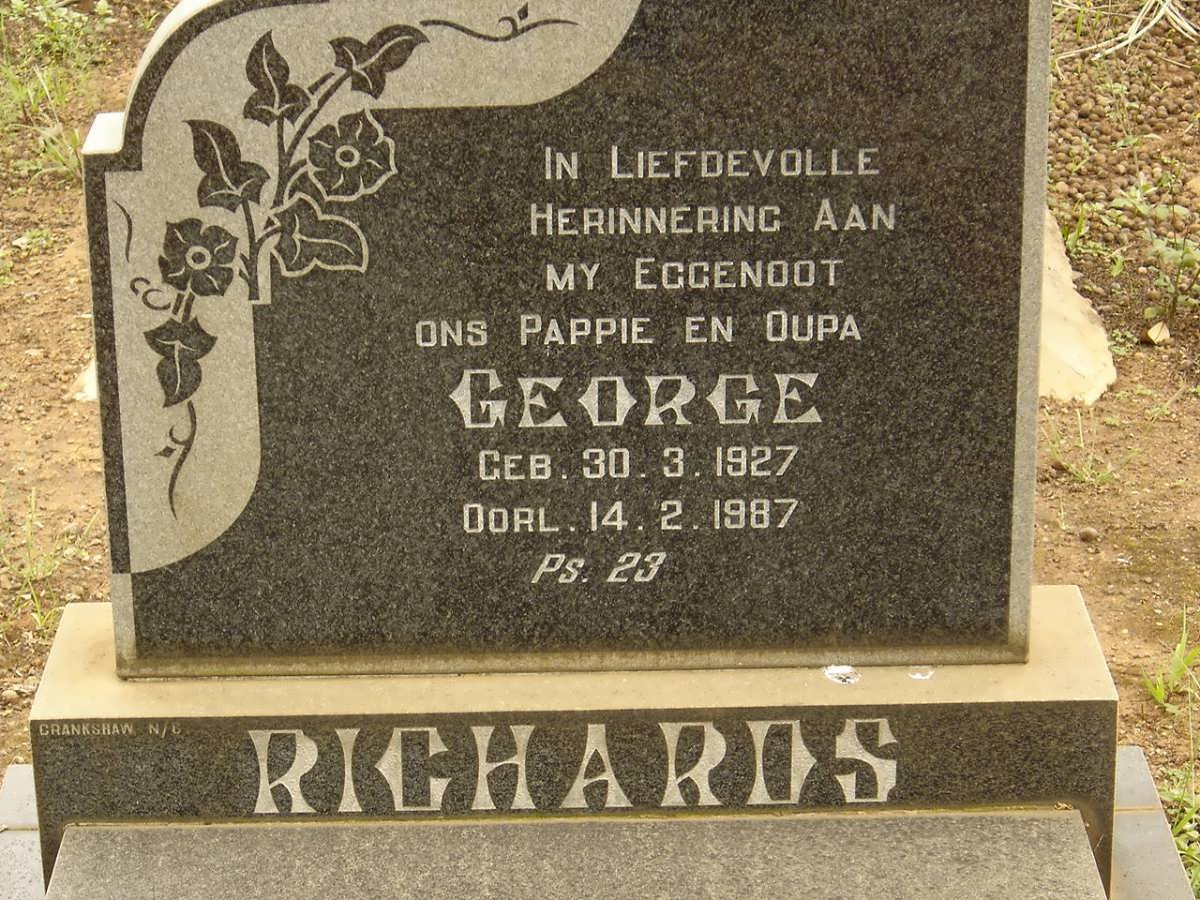 In Liefdevolle
Herinnering Aan
my Eggenoot
ons Pappie en Oupa
George
Geb. 30. 3. 1927
Oorl. 14. 2. 1987
Ps. 23
CRANKSHAW N/C
RICHARDS